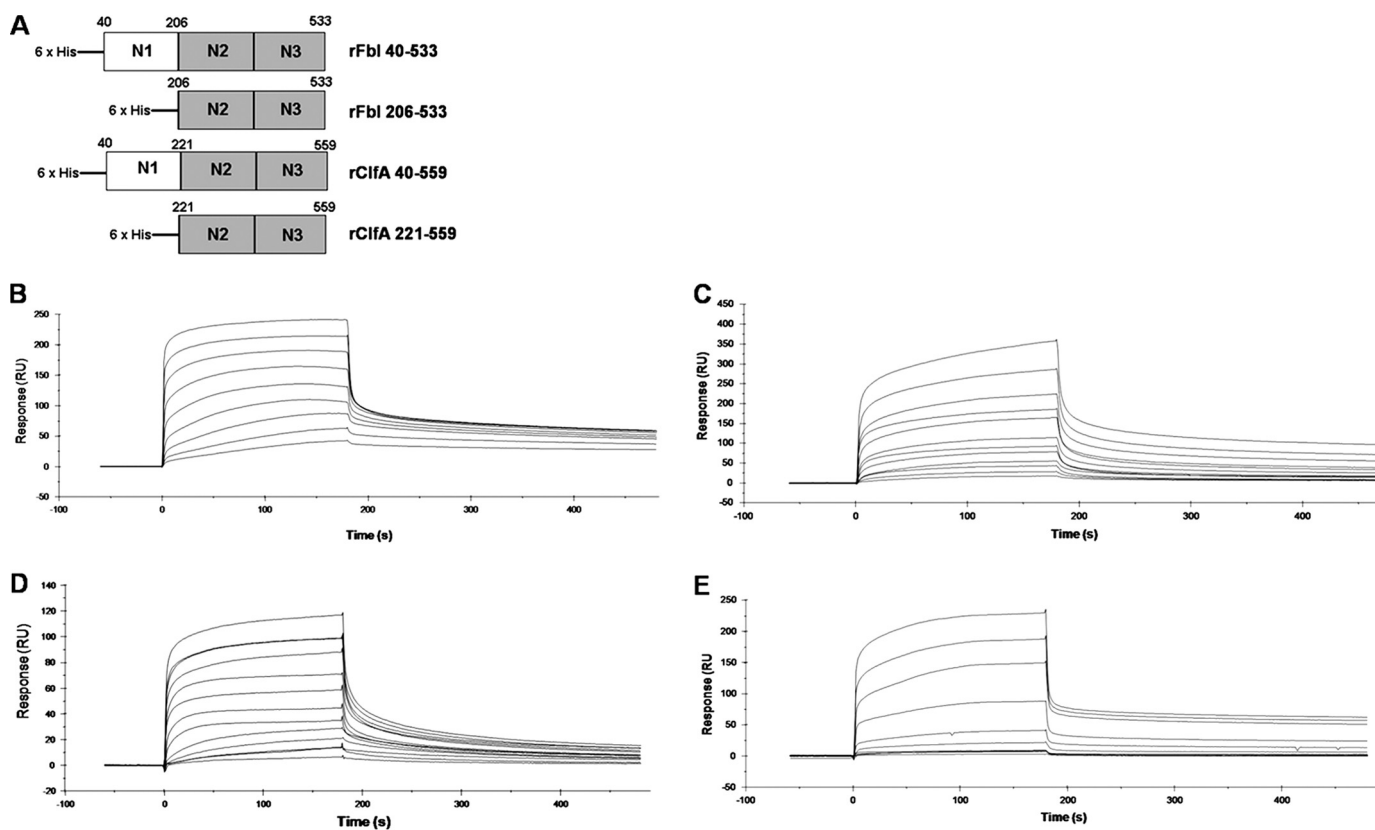 A
40 206 533
6 x His N1 N2 N3 rFbl 40-533
206 533
6 x His N2 N3 rFbl 206-533
40 221 559
6 x His N1 N2 N3 rClfA 40-559
221 559
6 x His N2 N3 rClfA 221-559
B
Response (RU)
250
200
150
100
50
0
-50
-100 0 100 200 300 400
Time (s)
C
Response (RU)
450
400
350
300
250
200
150
100
50
0
-50
-100 0 100 200 300 400
Time (s)
D
Response (RU)
140
120
100
80
60
40
20
0
-20
-100 0 100 200 300 400
Time (s)
E
Response (RU
250
200
150
100
50
0
-50
-100 0 100 200 300 400
Time (s)